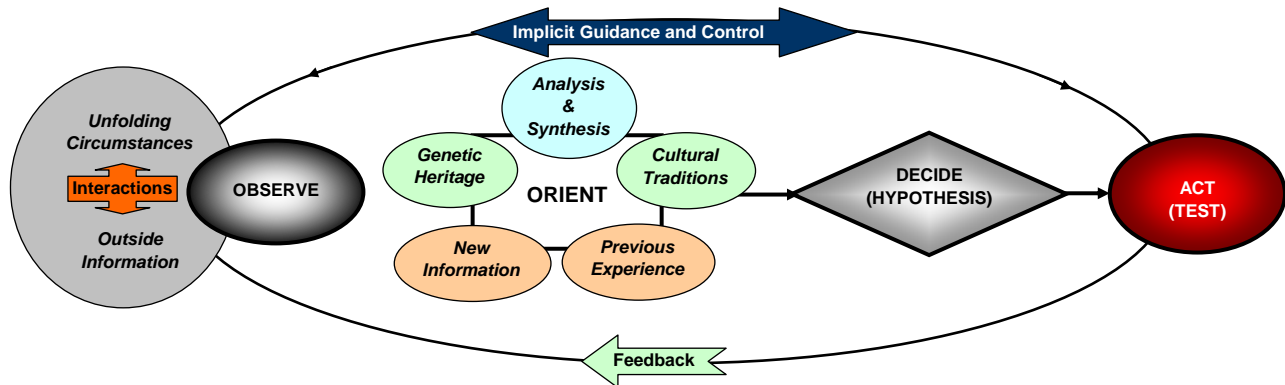 Implicit Guidance and Control
Unfolding
Circumstances
Interactions
Outside
Information
OBSERVE
Analysis
&
Synthesis
Genetic
Heritage
Cultural
Traditions
ORIENT
New
Information
Previous
Experience
DECIDE
(HYPOTHESIS)
ACT
(TEST)
Feedback